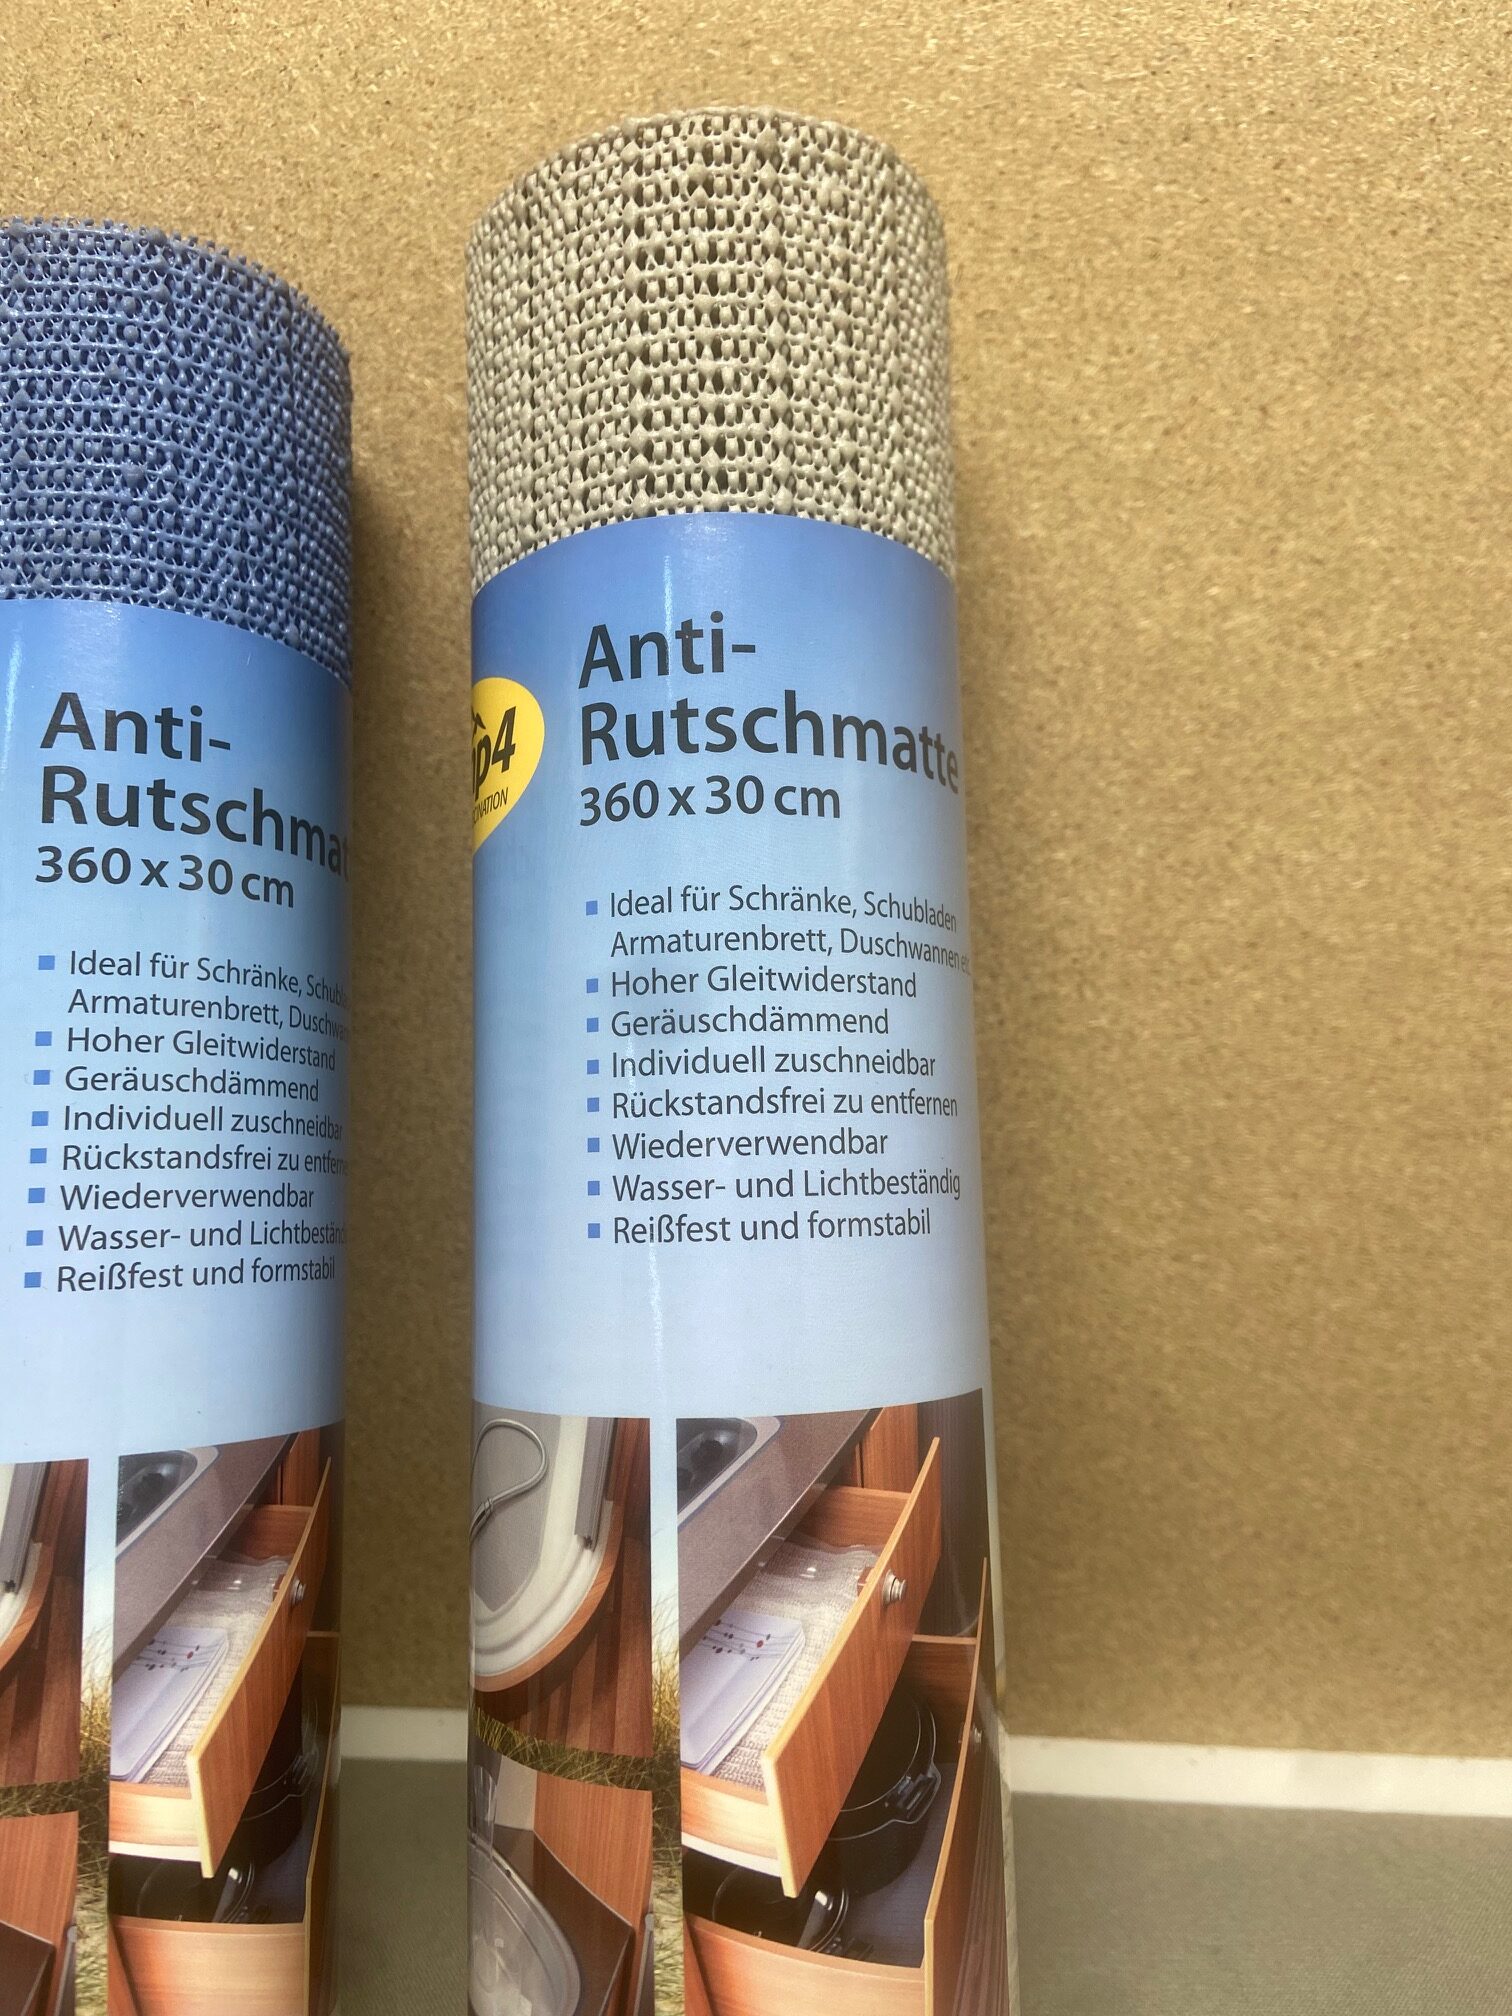 Anti-
360 x 30 cm
Ideal für Schränke,
Armaturenbrett,
Hoher Gleitwiderstand
Geräuschdämmend
Individuell
Rückstandsfrei zu
Wiederverwendbar
Wasser- und
Reißfest und formstabil
Anti-
Rutschmatte
360 x 30 cm
Ideal für Schränke, Schubladen
Armaturenbrett, Duschwannen etc.
Hoher Gleitwiderstand
Geräuschdämmend
Individuell zuschneidbar
Rückstandsfrei zu entfernen
Wiederverwendbar
Wasser- und Lichtbeständig
Reißfest und formstabil